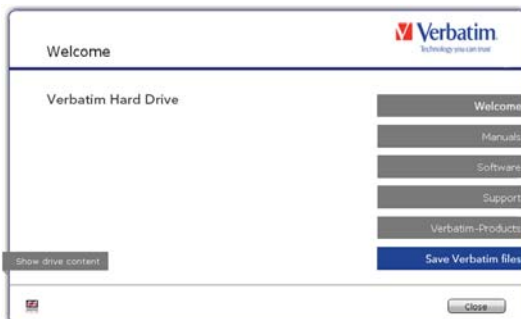 Welcome
Verbatim
Technology you can trust
Verbatim Hard Drive
Welcome
Manuals
Software
Support
Verbatim-Products
Show drive content
Save Verbatim files
Close